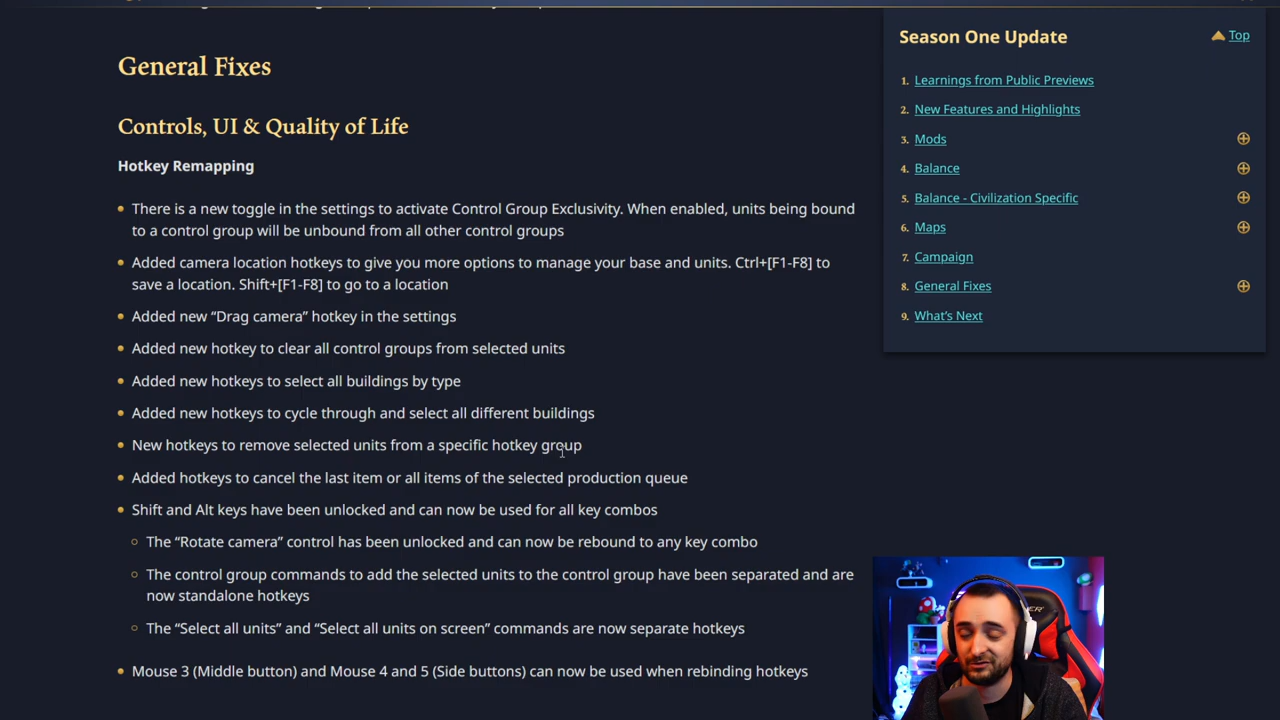 General Fixes
Controls, UI & Quality of Life
Hotkey Remapping
There is a new toggle in the settings to activate Control Group Exclusivity. When enabled, units being bound
to a control group will be unbound from all other control groups
Added camera location hotkeys to give you more options to manage your base and units. Ctrl+[F1-F8] to
save a location. Shift+[F1-F8] to go to a location
Added new “Drag camera” hotkey in the settings
Added new hotkey to clear all control groups from selected units
Added new hotkeys to select all buildings by type
Added new hotkeys to cycle through and select all different buildings
New hotkeys to remove selected units from a specific hotkey group
Added hotkeys to cancel the last item or all items of the selected production queue
Shift and Alt keys have been unlocked and can now be used for all key combos
The “Rotate camera” control has been unlocked and can now be rebound to any key combo
The control group commands to add the selected units to the control group have been separated and are
now standalone hotkeys
The “Select all units” and “Select all units on screen” commands are now separate hotkeys
Mouse 3 (Middle button) and Mouse 4 and 5 (Side buttons) can now be used when rebinding hotkeys
Season One Update
Top
1. Learnings from Public Previews
2. New Features and Highlights
3. Mods
4. Balance
5. Balance - Civilization Specific
6. Maps
7. Campaign
8. General Fixes
9. What’s Next